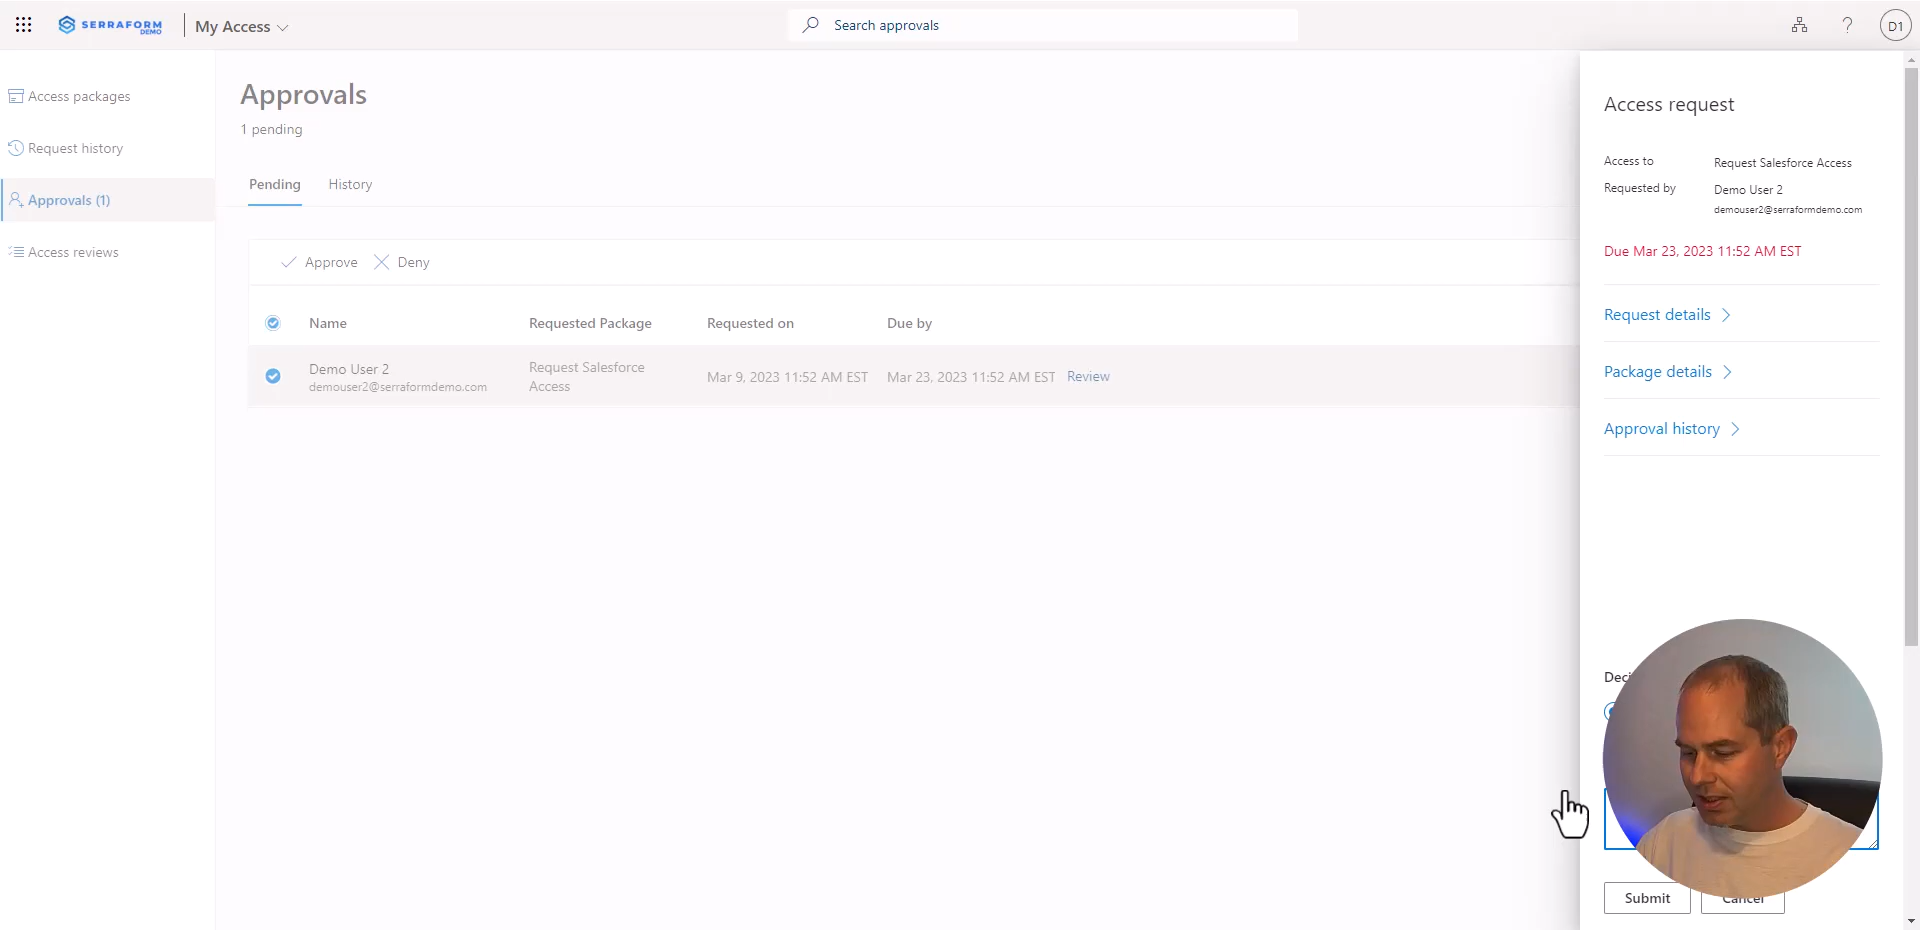 SERRAFORM
DEMO
My Access
Search approvals
?
D1
Access packages
Request history
Approvals (1)
Access reviews
Approvals
1 pending
Pending
History
Approve
Deny
Name
Requested Package
Requested on
Due by
Demo User 2
demouser2@serraformdemo.com
Request Salesforce
Access
Mar 9, 2023 11:52 AM EST
Mar 23, 2023 11:52 AM EST
Review
Access request
Access to
Request Salesforce Access
Requested by
Demo User 2
demouser2@serraformdemo.com
Due Mar 23, 2023 11:52 AM EST
Request details
Package details
Approval history
Submit
Cancel